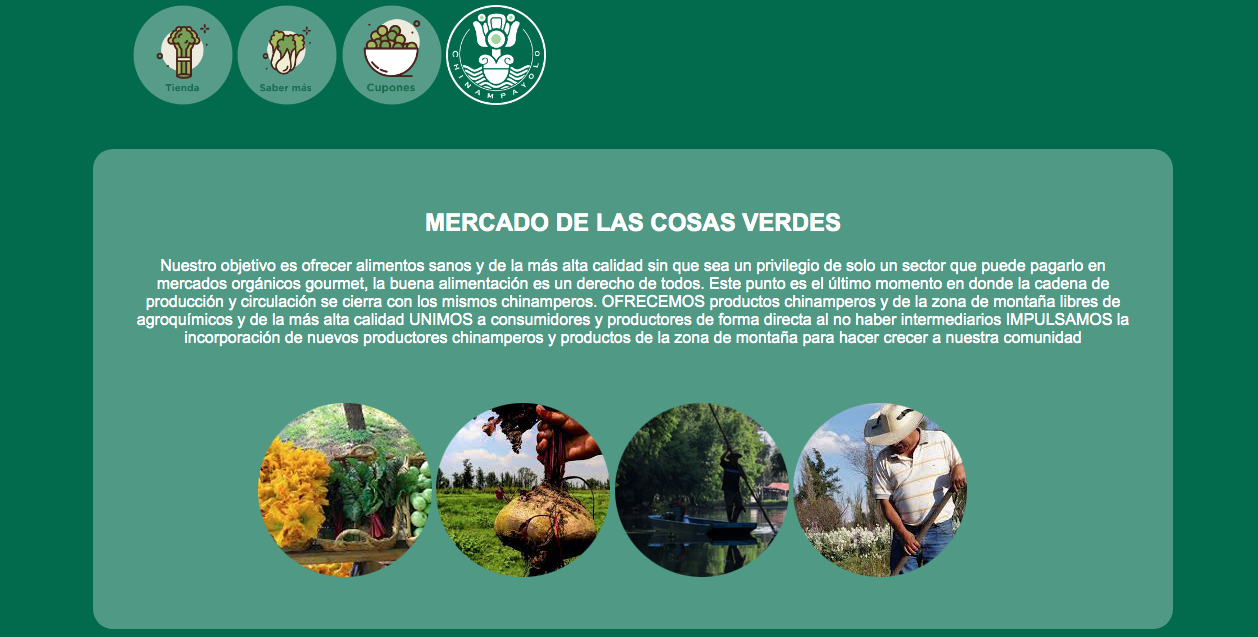 Tienda
Saber más
Cupones
CHINAMPAYOLO
MERCADO DE LAS COSAS VERDES
Nuestro objetivo es ofrecer alimentos sanos y de la más alta calidad sin que sea un privilegio de solo un sector que puede pagarlo en
mercados orgánicos gourmet, la buena alimentación es un derecho de todos. Este punto es el último momento en donde la cadena de
producción y circulación se cierra con los mismos chinamperos. OFRECEMOS productos chinamperos y de la zona de montaña libres de
agroquímicos y de la más alta calidad UNIMOS a consumidores y productores de forma directa al no haber intermediarios IMPULSAMOS la
incorporación de nuevos productores chinamperos y productos de la zona de montaña para hacer crecer a nuestra comunidad